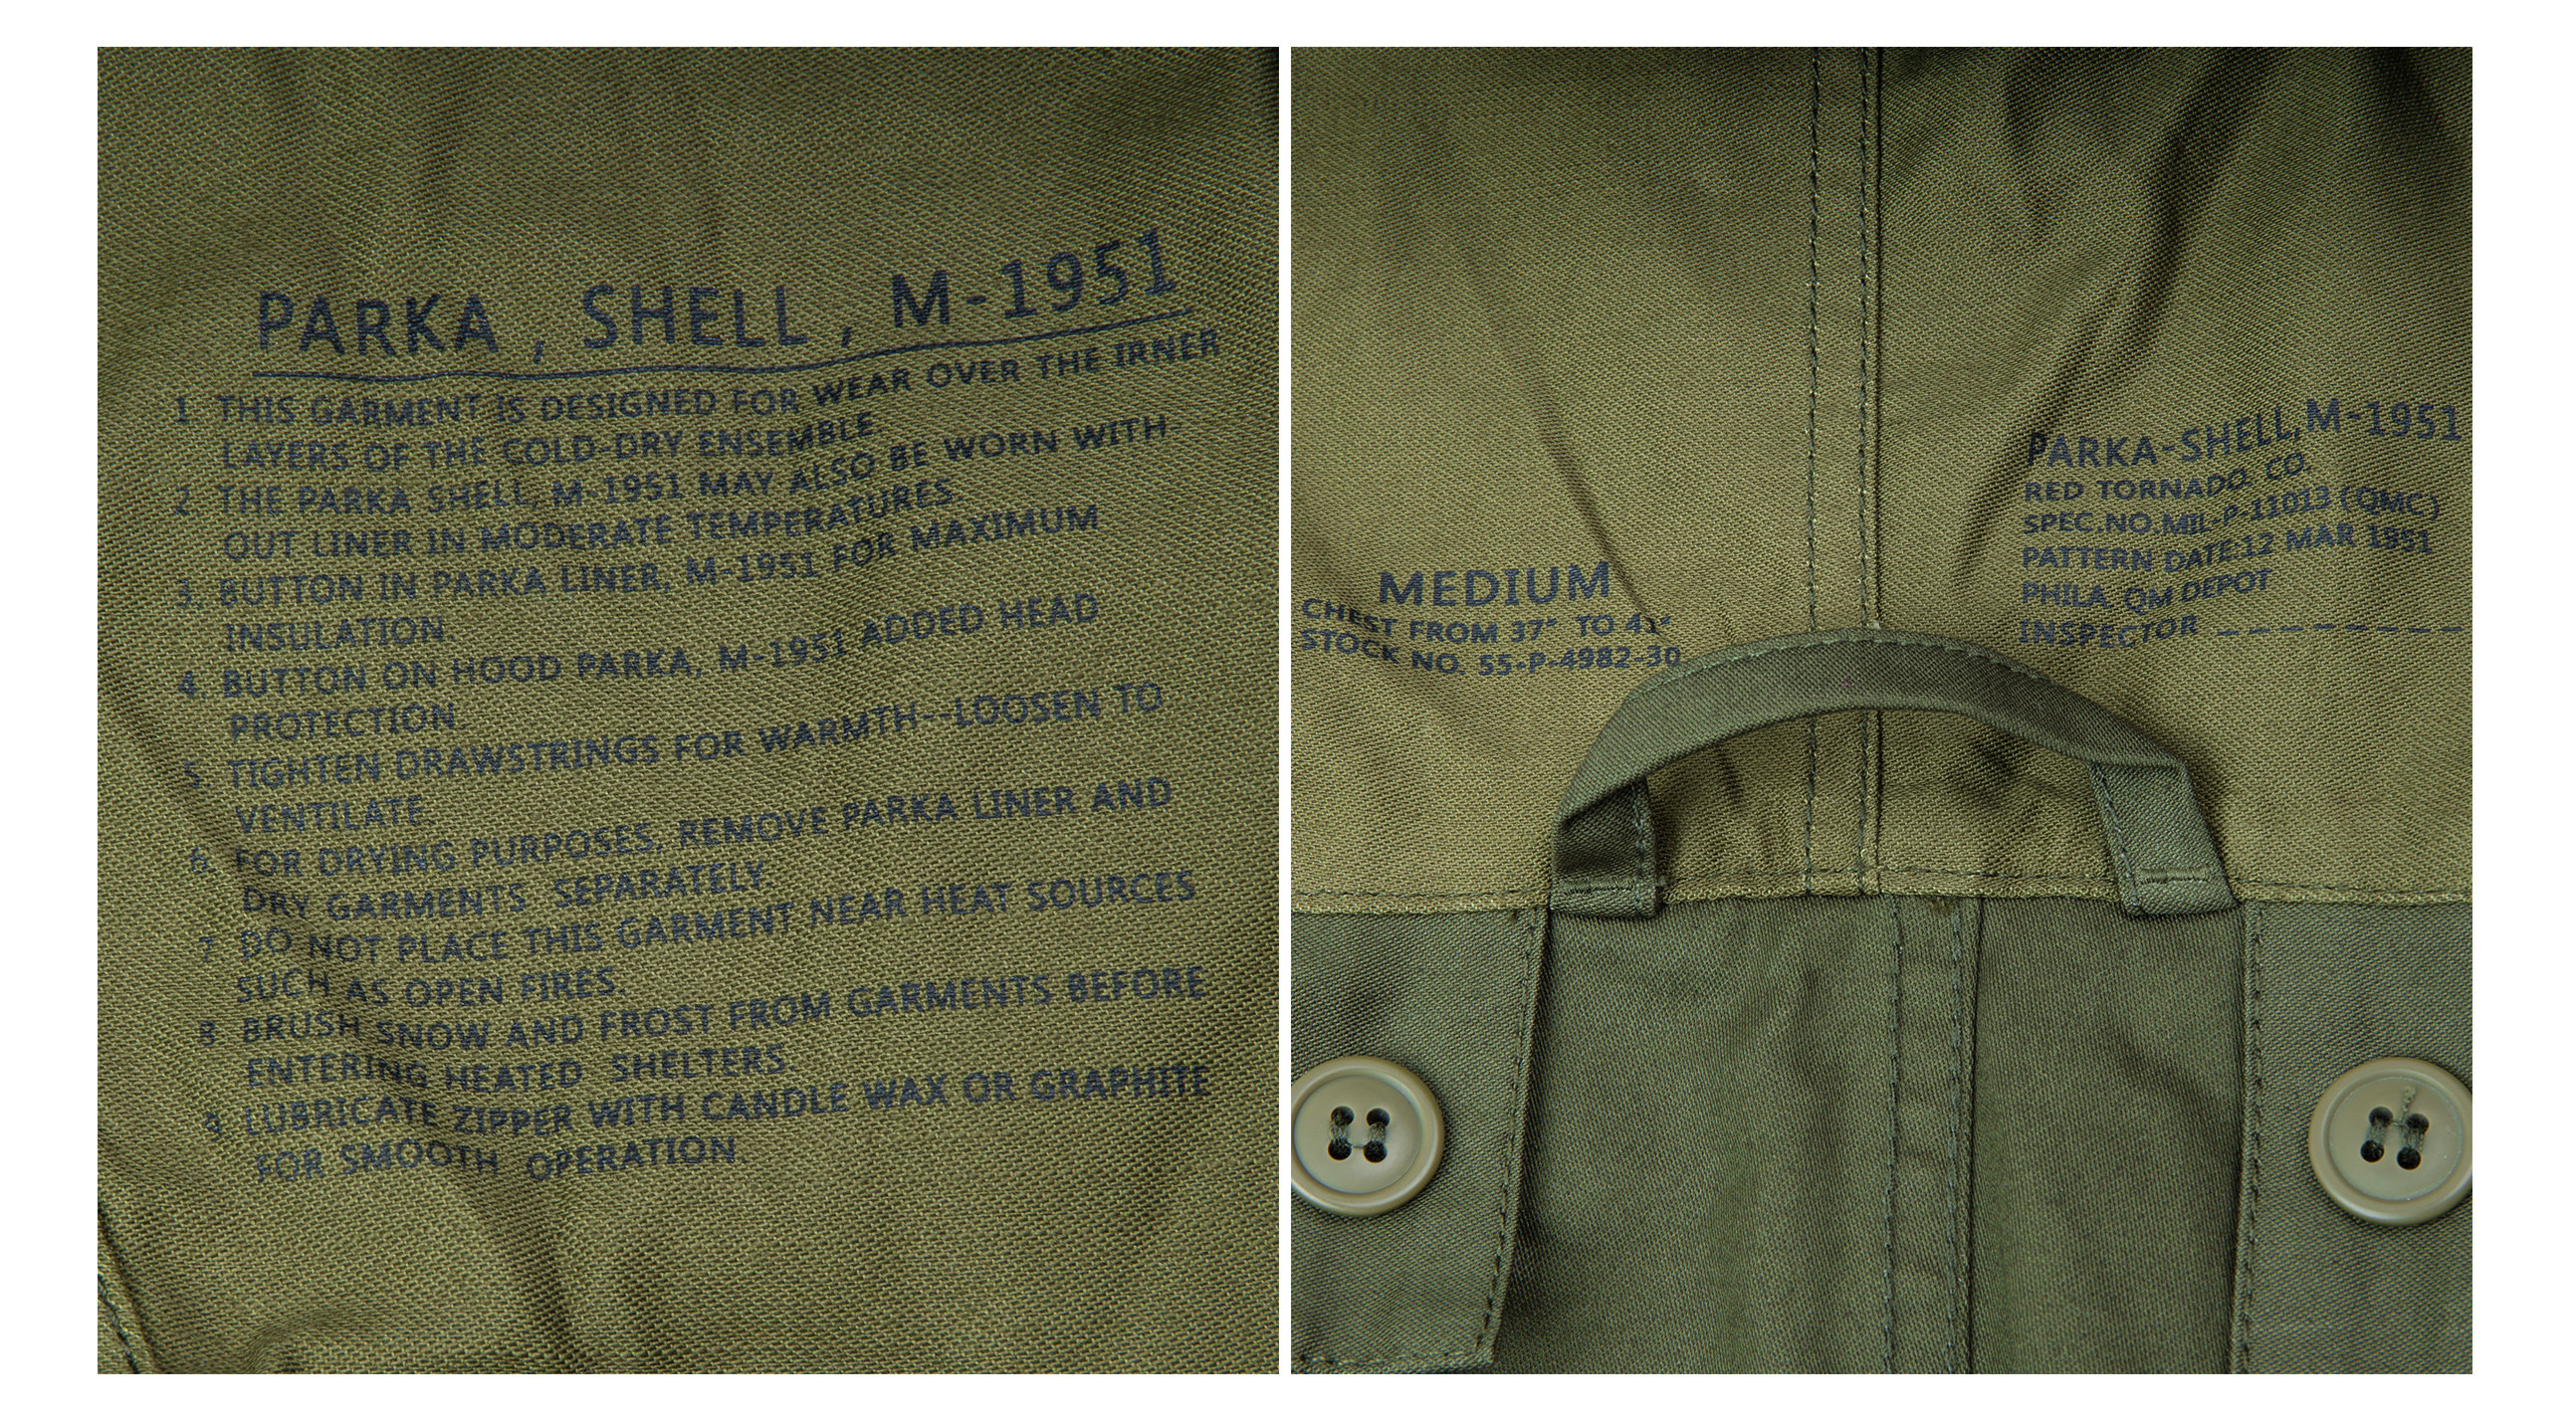 PARKA , SHELL , M-1951
1. THIS GARMENT IS DESIGNED FOR WEAR OVER THE IRNER
LAYERS OF THE COLD-DRY ENSEMBLE
2. THE PARKA SHELL, M-1951 MAY ALSO BE WORN WITH
OUT LINER IN MODERATE TEMPERATURES.
3. BUTTON IN PARKA LINER, M-1951 FOR MAXIMUM
INSULATION.
4. BUTTON ON HOOD PARKA, M-1951 ADDED HEAD
PROTECTION.
5. TIGHTEN DRAWSTRINGS FOR WARMTH--LOOSEN TO
VENTILATE.
6. FOR DRYING PURPOSES, REMOVE PARKA LINER AND
DRY GARMENTS SEPARATELY.
7. DO NOT PLACE THIS GARMENT NEAR HEAT SOURCES
SUCH AS OPEN FIRES.
8. BRUSH SNOW AND FROST FROM GARMENTS BEFORE
ENTERING HEATED SHELTERS
9. LUBRICATE ZIPPER WITH CANDLE WAX OR GRAPHITE
FOR SMOOTH OPERATION.
MEDIUM
CHEST FROM 37" TO 41"
STOCK NO. 55-P-4982-30
PARKA-SHELL, M-1951
RED TORNADO. CO.
SPEC.NO.MIL-P-11013 (QMC)
PATTERN DATE:12 MAR 1951
PHILA. QM DEPOT
INSPECTOR --------